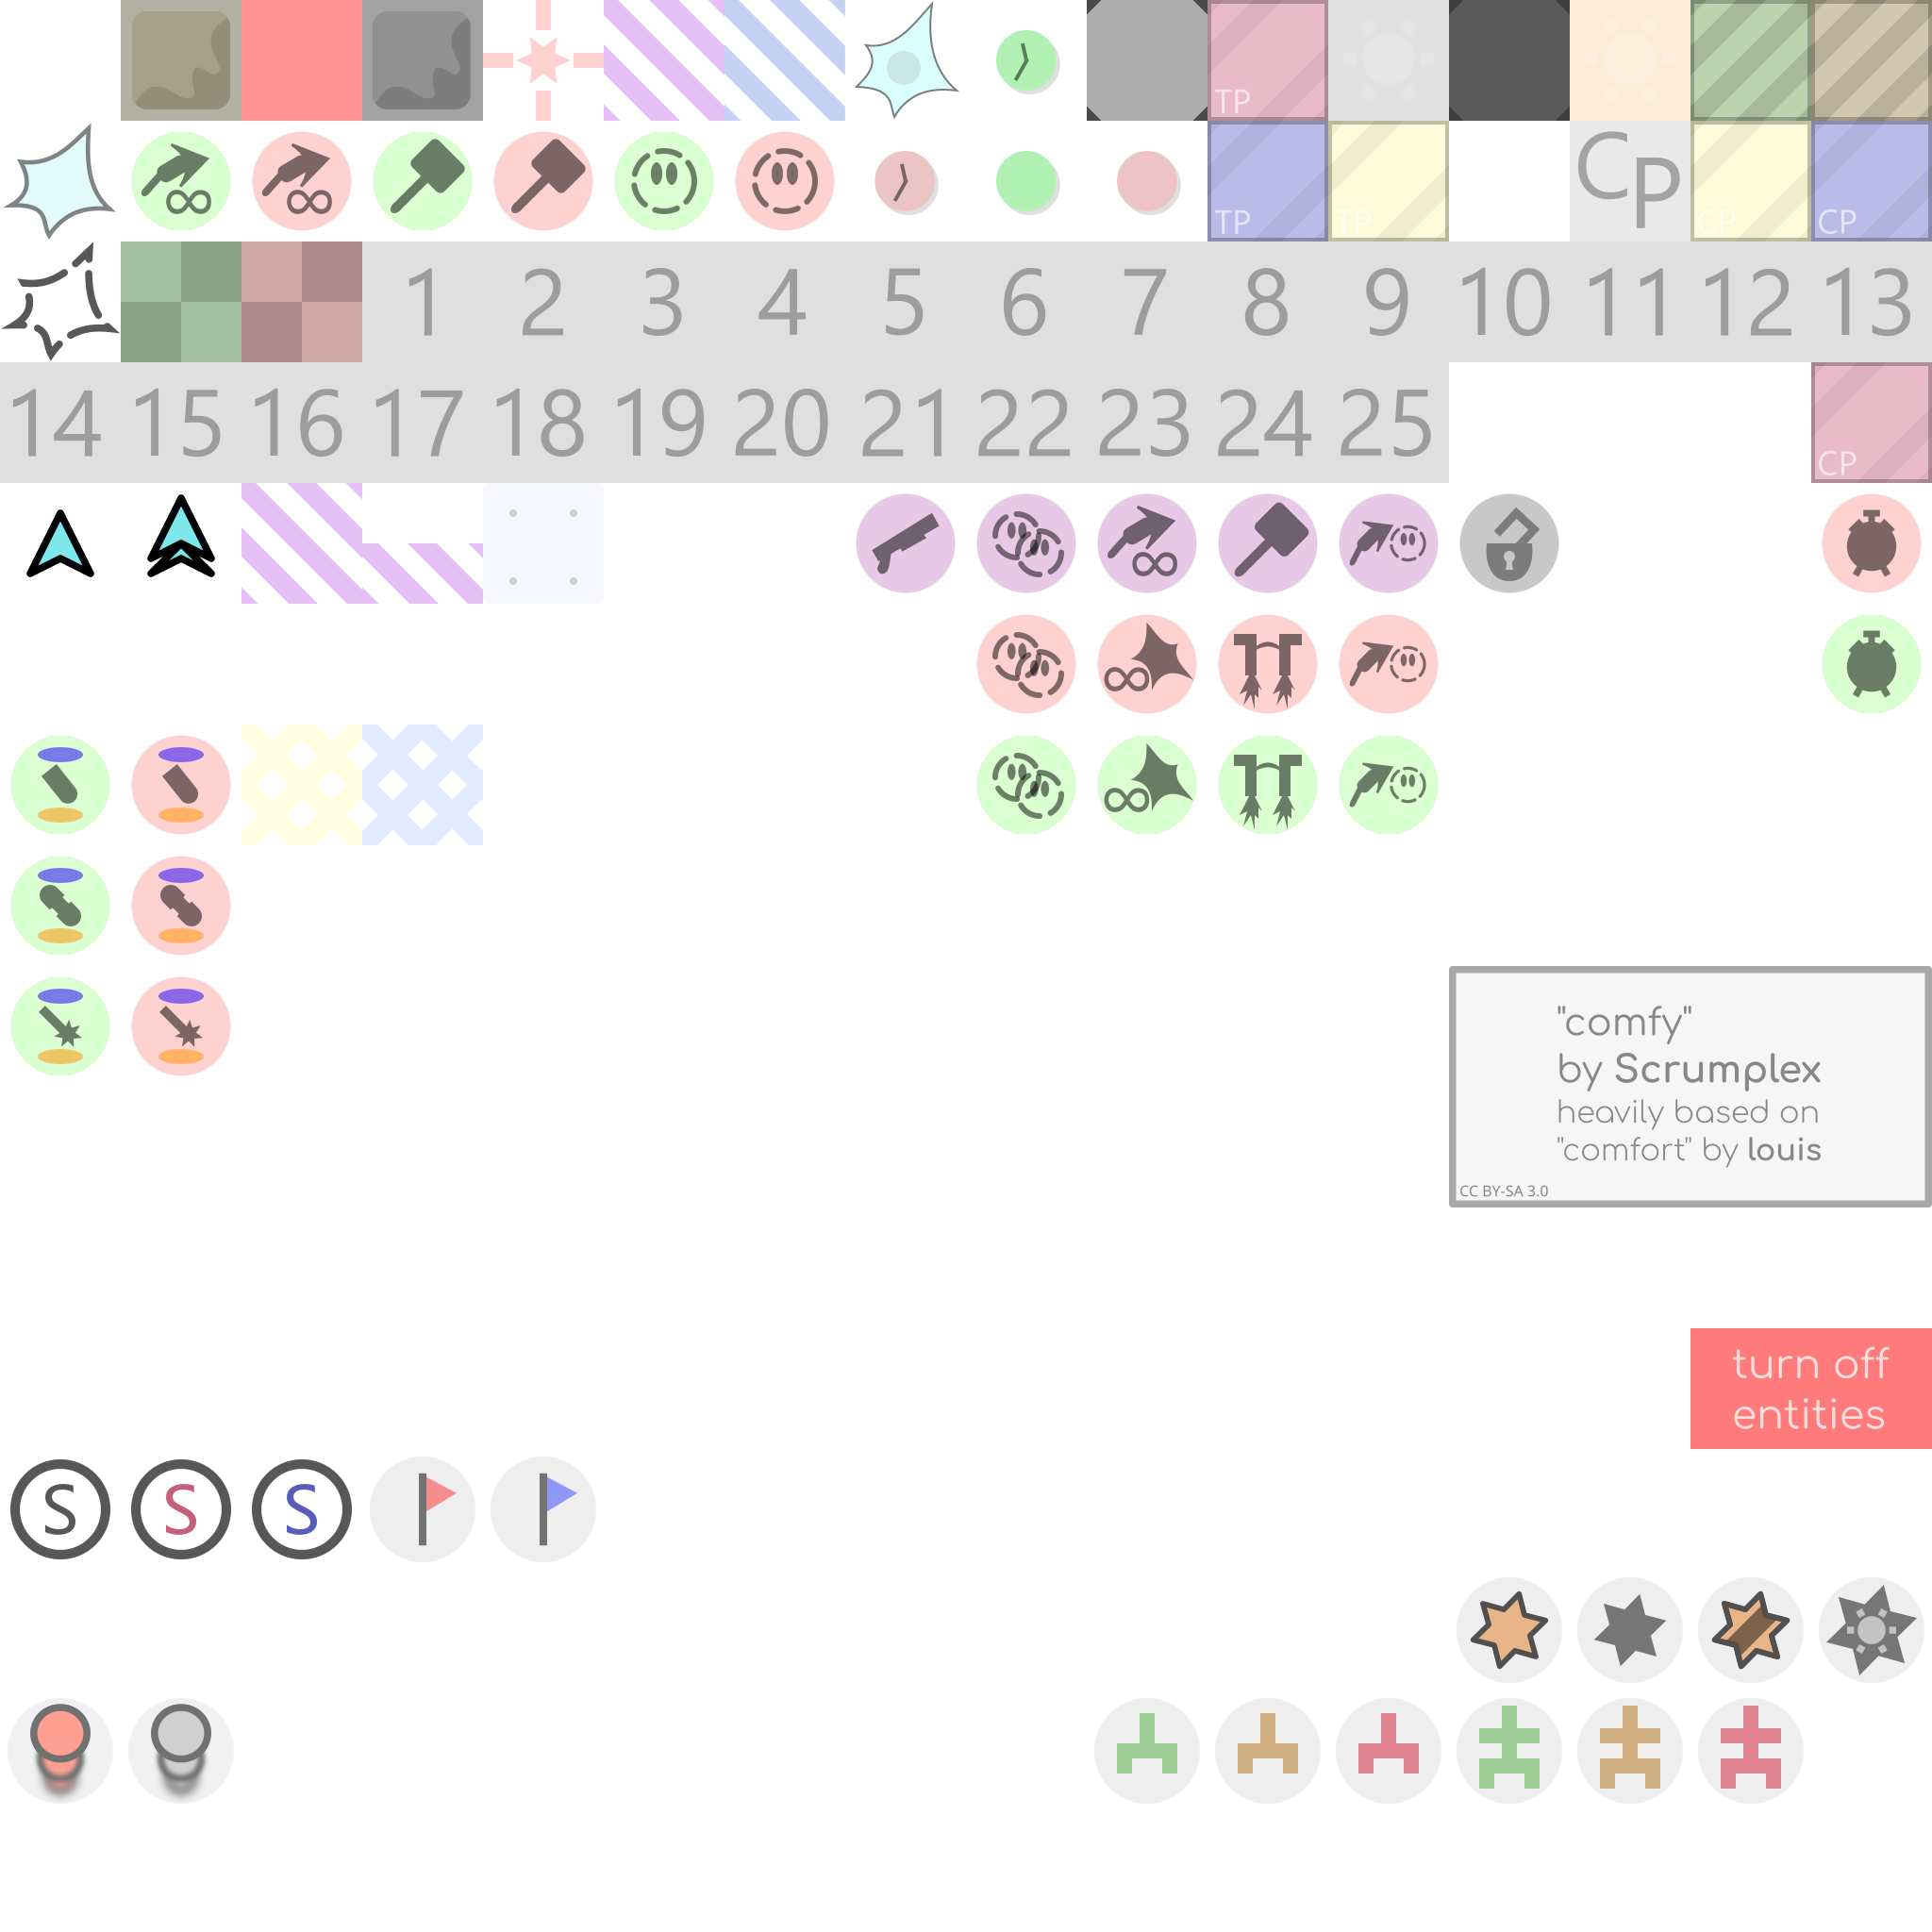 TP
TP TP CP CP CP
1 2 3 4 5 6 7 8 9 10 11 12 13
14 15 16 17 18 19 20 21 22 23 24 25 CP
"comfy"
by Scrumplex
heavily based on
"comfort" by louis
CC BY-SA 3.0
turn off
entities
S S S